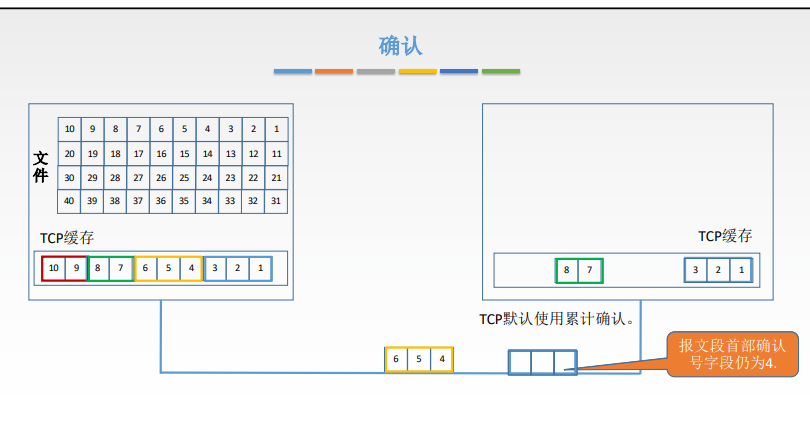 确认
文件
10 9 8 7 6 5 4 3 2 1
20 19 18 17 16 15 14 13 12 11
30 29 28 27 26 25 24 23 22 21
40 39 38 37 36 35 34 33 32 31
TCP缓存
10 9 8 7 6 5 4 3 2 1
TCP缓存
8 7 3 2 1
TCP默认使用累计确认。
6 5 4
报文段首部确认
号字段仍为4.